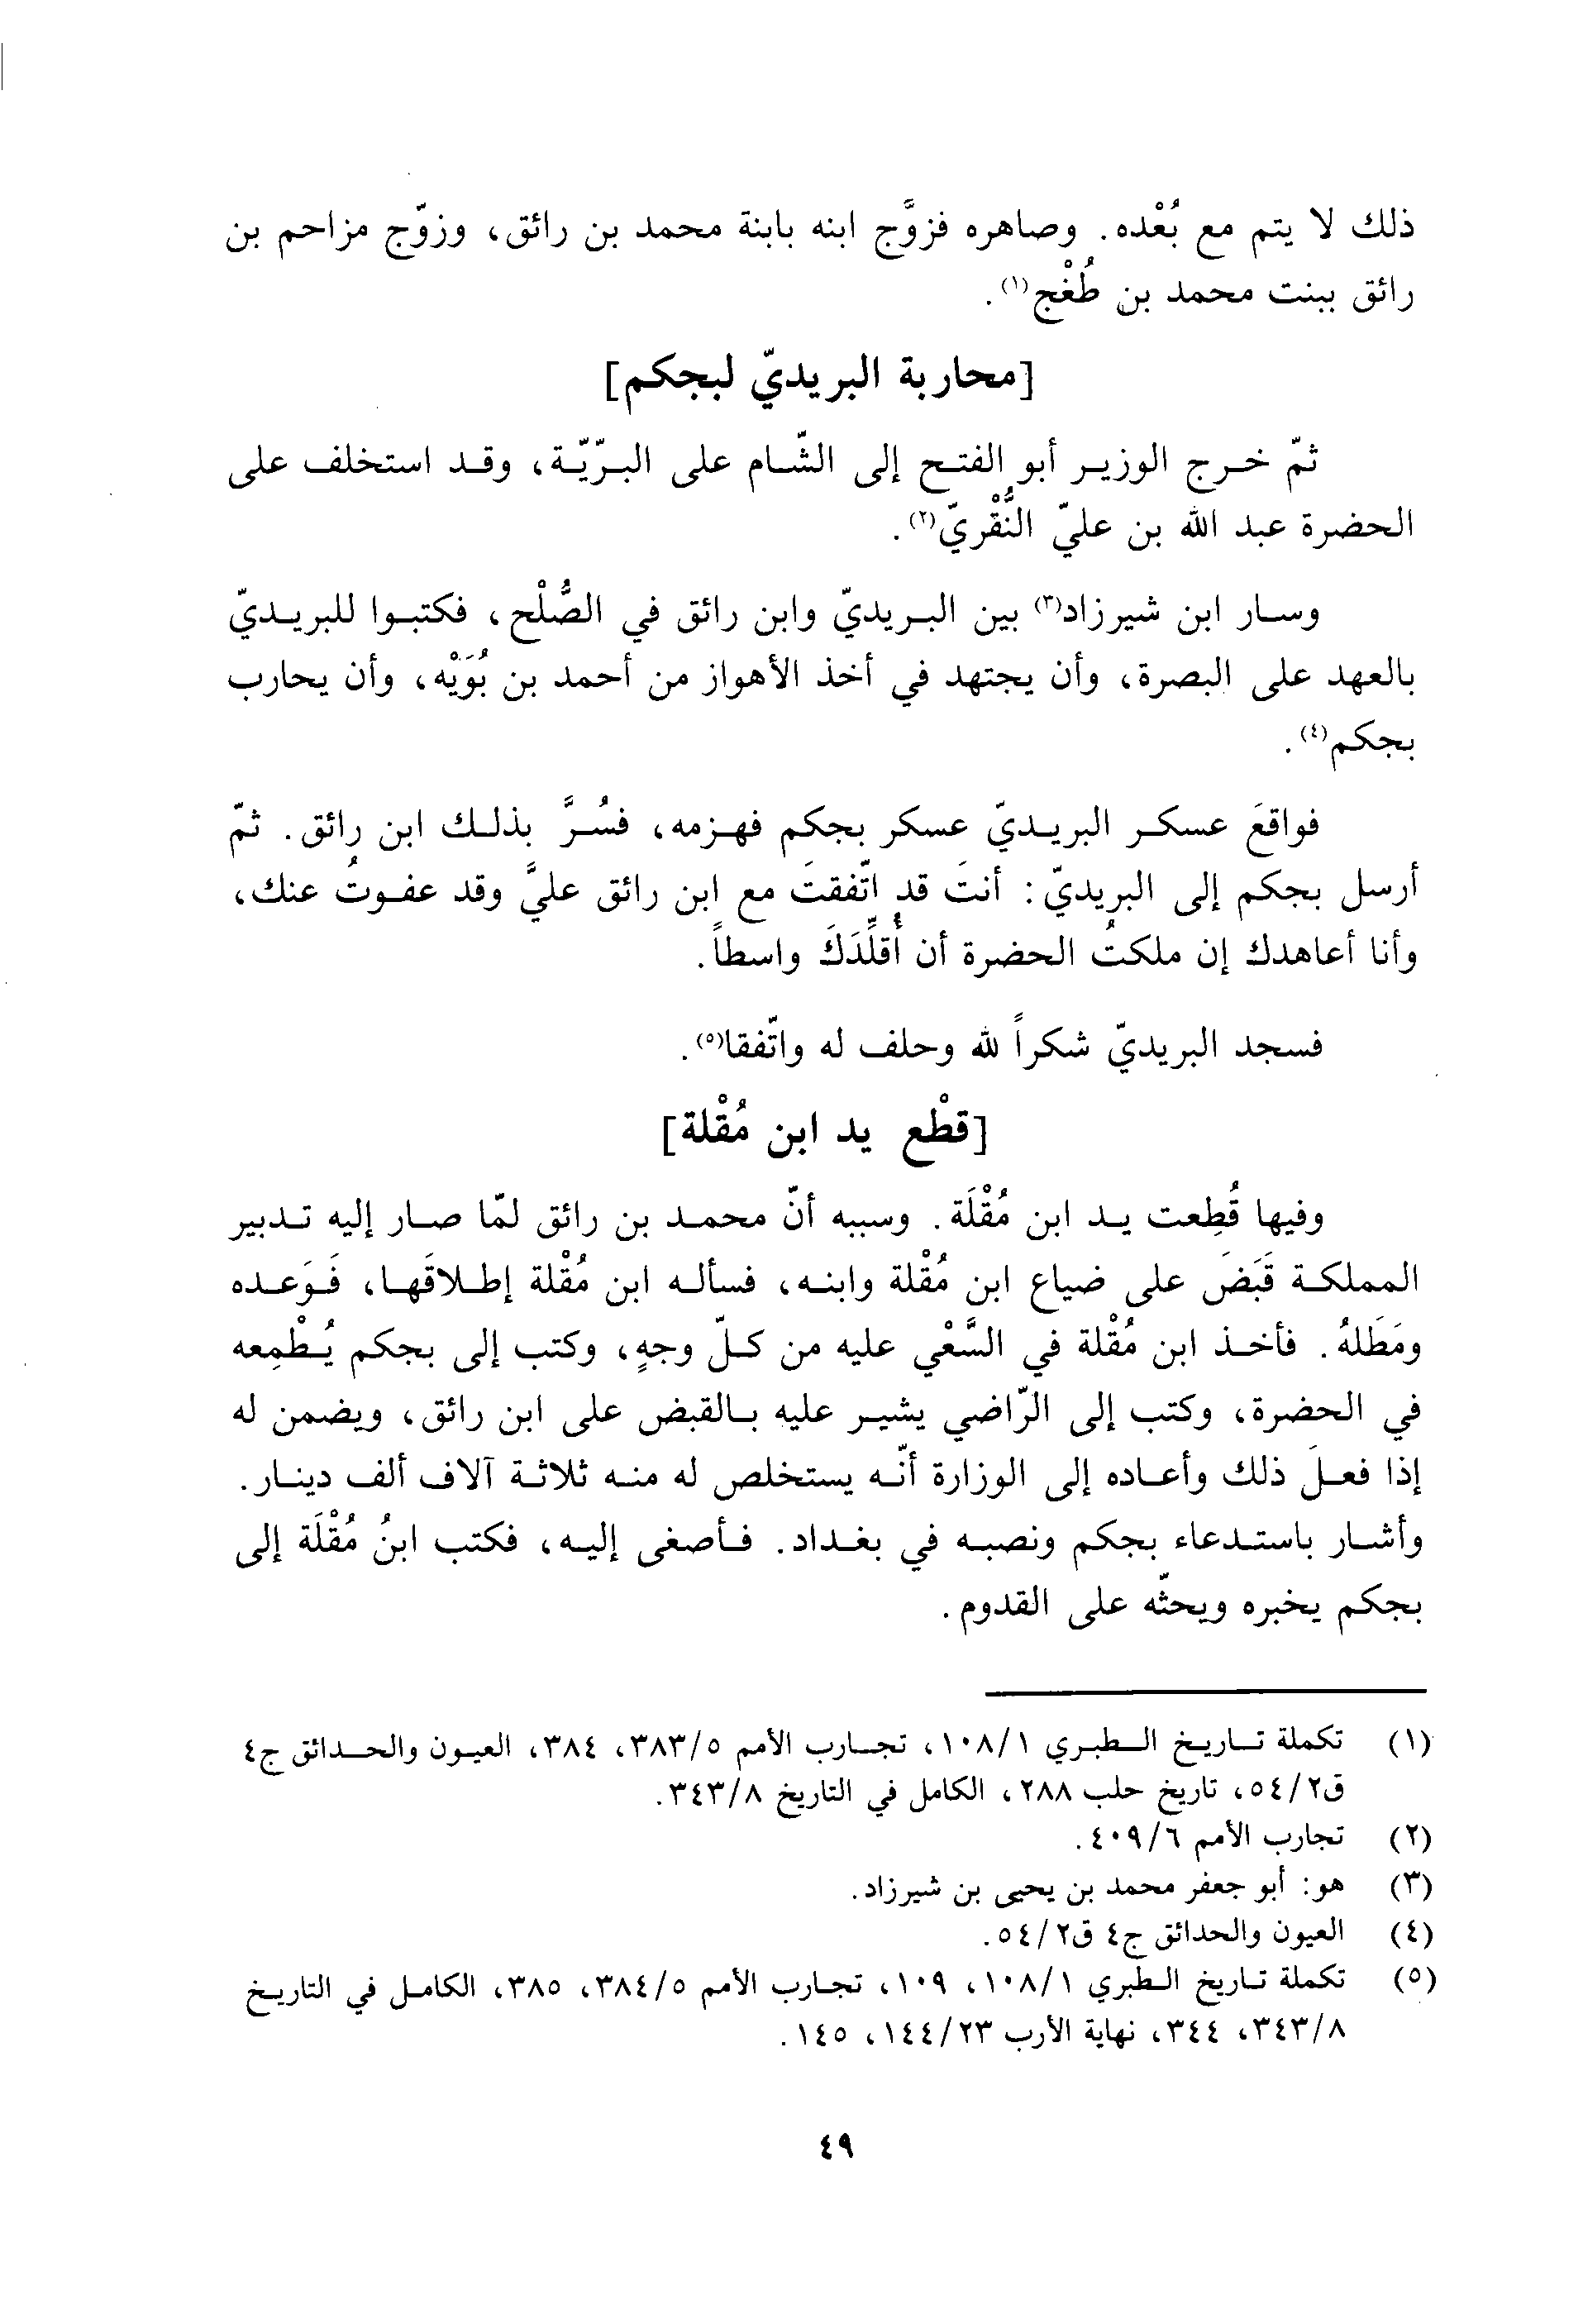 ذلك لا يتم مع بُعْده. وصاهره فزوَّج ابنه بابنة محمد بن رائق، وزوّج مزاحم بن
رائق ببنت محمد بن طُغْج(١).
[محاربة البريديّ لبجكم]
ثمّ خرج الوزير أبو الفتح إلى الشّام على البرّيّة، وقد استخلف على
الحضرة عبد الله بن عليّ النُّقْريّ(٢).
وسار ابن شيرزاد(٣) بين البريديّ وابن رائق في الصُّلْح، فكتبوا للبريديّ
بالعهد على البصرة، وأن يجتهد في أخذ الأهواز من أحمد بن بُوَيْه، وأن يحارب
بجكم(٤).
فواقعَ عسكر البريديّ عسكر بجكم فهزمه، فسُرَّ بذلك ابن رائق. ثمّ
أرسل بجكم إلى البريديّ: أنتَ قد اتّفقتَ مع ابن رائق عليَّ وقد عفوتُ عنك،
وأنا أعاهدك إن ملكتُ الحضرة أن أُقلِّدَكَ واسطاً.
فسجد البريديّ شكراً لله وحلف له واتّفقا(٥).
[قطْع يد ابن مُقْلة]
وفيها قُطِعت يد ابن مُقْلَة. وسببه أنّ محمد بن رائق لمّا صار إليه تدبير
المملكة قَبَضَ على ضياع ابن مُقْلة وابنه، فسأله ابن مُقْلة إطلاقَها، فَوَعده
ومَطَلهُ. فأخذ ابن مُقْلة في السَّعْي عليه من كلّ وجهٍ، وكتب إلى بجكم يُطْمِعه
في الحضرة، وكتب إلى الرّاضي يشير عليه بالقبض على ابن رائق، ويضمن له
إذا فعلَ ذلك وأعاده إلى الوزارة أنّه يستخلص له منه ثلاثة آلاف ألف دينار.
وأشار باستدعاء بجكم ونصبه في بغداد. فأصغى إليه، فكتب ابنُ مُقْلَة إلى
بجكم يخبره ويحثّه على القدوم.
(١) تكملة تاريخ الطبري ١٠٨/١، تجارب الأمم ٣٨٣/٥، ٣٨٤، العيون والحدائق ج٤
ق٥٤/٢، تاريخ حلب ٢٨٨، الكامل في التاريخ ٣٤٣/٨.
(٢) تجارب الأمم ٤٠٩/٦.
(٣) هو: أبو جعفر محمد بن يحيى بن شيرزاد.
(٤) العيون والحدائق ج٤ ق٥٤/٢.
(٥) تكملة تاريخ الطبري ١٠٨/١، ١٠٩، تجارب الأمم ٣٨٤/٥، ٣٨٥، الكامل في التاريخ
٣٤٣/٨، ٣٤٤، نهاية الأرب ١٤٤/٢٣، ١٤٥.
٤٩